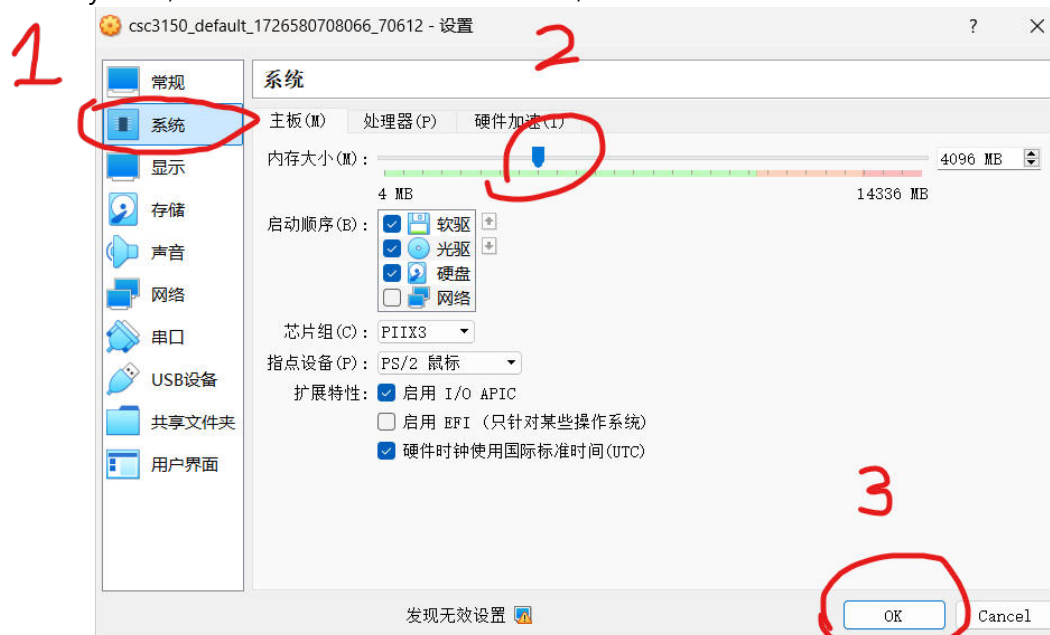 1
2
csc3150_default_1726580708066_70612 - 设置
?
常规
系统
显示
存储
声音
网络
串口
USB设备
共享文件夹
用户界面
系统
主板(M) 处理器(P) 硬件加速(I)
内存大小(M): 4096 MB
4 MB 14336 MB
启动顺序(B): 软驱
光驱
硬盘
网络
芯片组(C): PIIX3
指点设备(P): PS/2 鼠标
扩展特性: 启用 I/O APIC
启用 EFI (只针对某些操作系统)
硬件时钟使用国际标准时间(UTC)
3
发现无效设置 OK Cancel